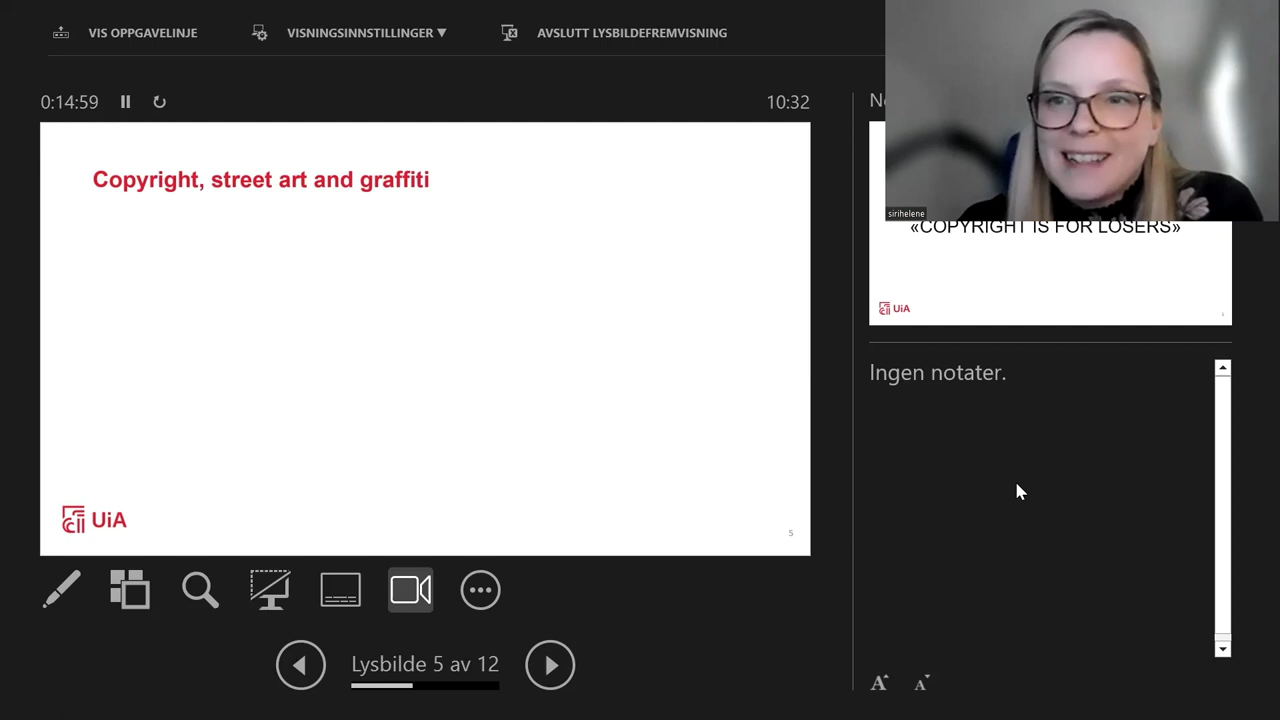 VIS OPPGAVELINJE
VISNINGSINNSTILLINGER ▼
AVSLUTT LYSBILDEFREMVISNING
0:14:59
10:32
Copyright, street art and graffiti
UiA
5
sirihelene
«COPYRIGHT IS FOR LOSERS»
UiA
Ingen notater.
Lysbilde 5 av 12
A
A